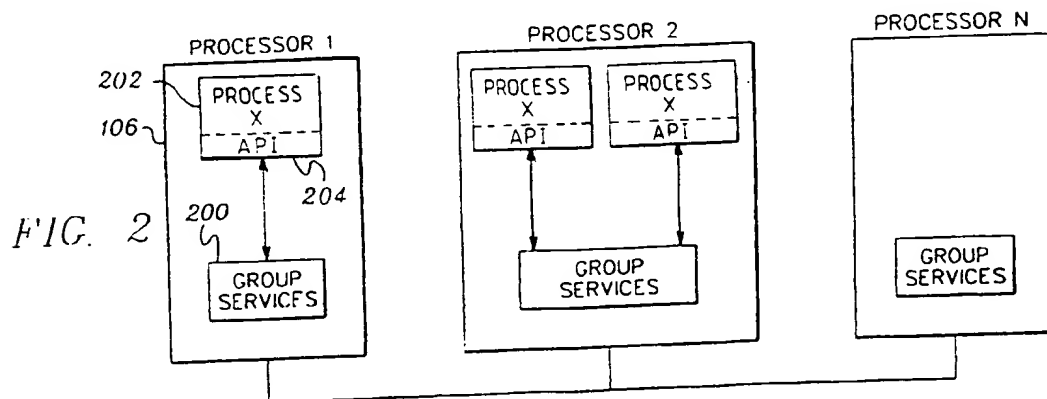 PROCESSOR 1
PROCESSOR 2
PROCESSOR N
202
106
PROCESS
X
API
204
PROCESS
X
API
PROCESS
X
API
FIG. 2
200
GROUP
SERVICES
GROUP
SERVICES
GROUP
SERVICES